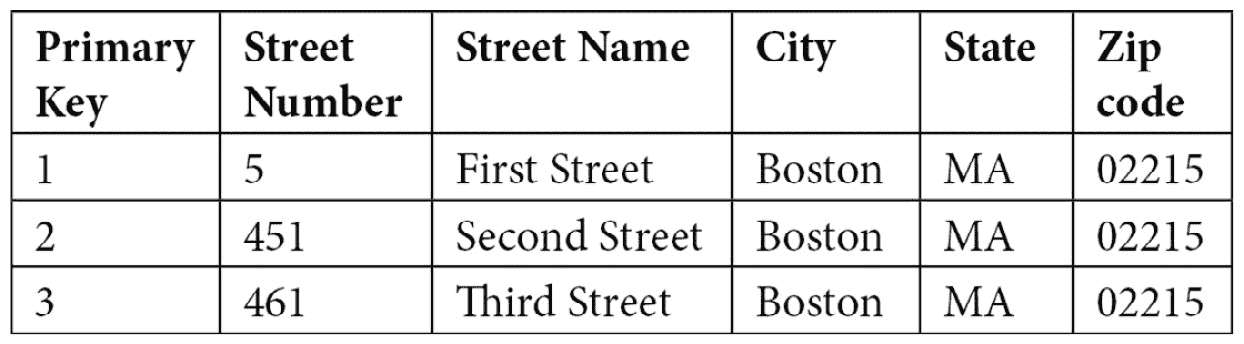 Primary Key Street Number Street Name City State Zip code
1 5 First Street Boston MA 02215
2 451 Second Street Boston MA 02215
3 461 Third Street Boston MA 02215